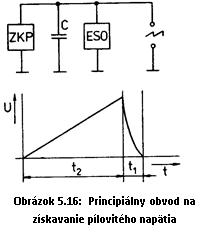 ZKP
C
ESO
U
t₂
t₁
t
Obrázok 5.16: Principiálny obvod na
získavanie pílovitého napätia